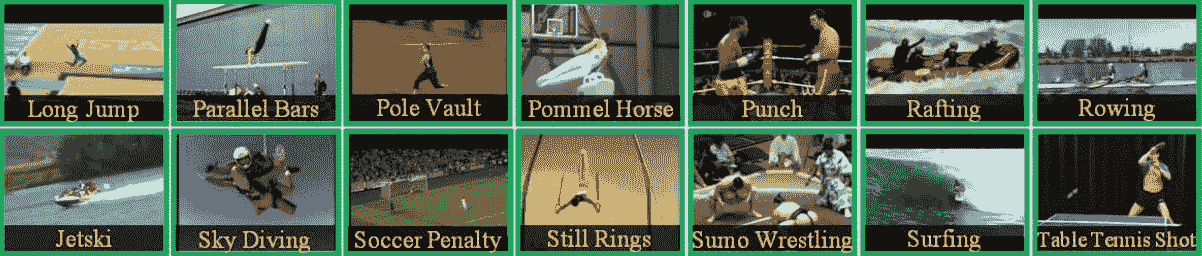 Long Jump
Parallel Bars
Pole Vault
Pommel Horse
Punch
Rafting
Rowing
Jetski
Sky Diving
Soccer Penalty
Still Rings
Sumo Wrestling
Surfing
Table Tennis Shot